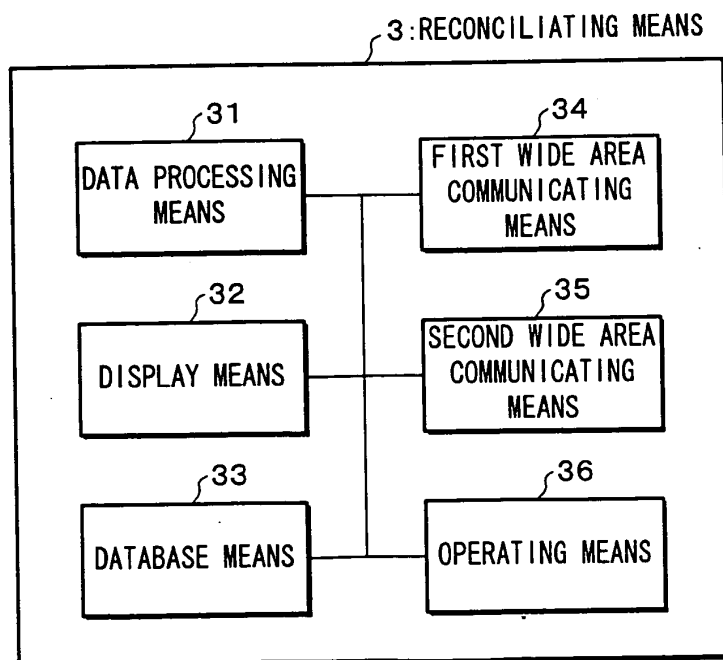 3:RECONCILIATING MEANS
31
DATA PROCESSING
MEANS
34
FIRST WIDE AREA
COMMUNICATING
MEANS
32
DISPLAY MEANS
35
SECOND WIDE AREA
COMMUNICATING
MEANS
33
DATABASE MEANS
36
OPERATING MEANS